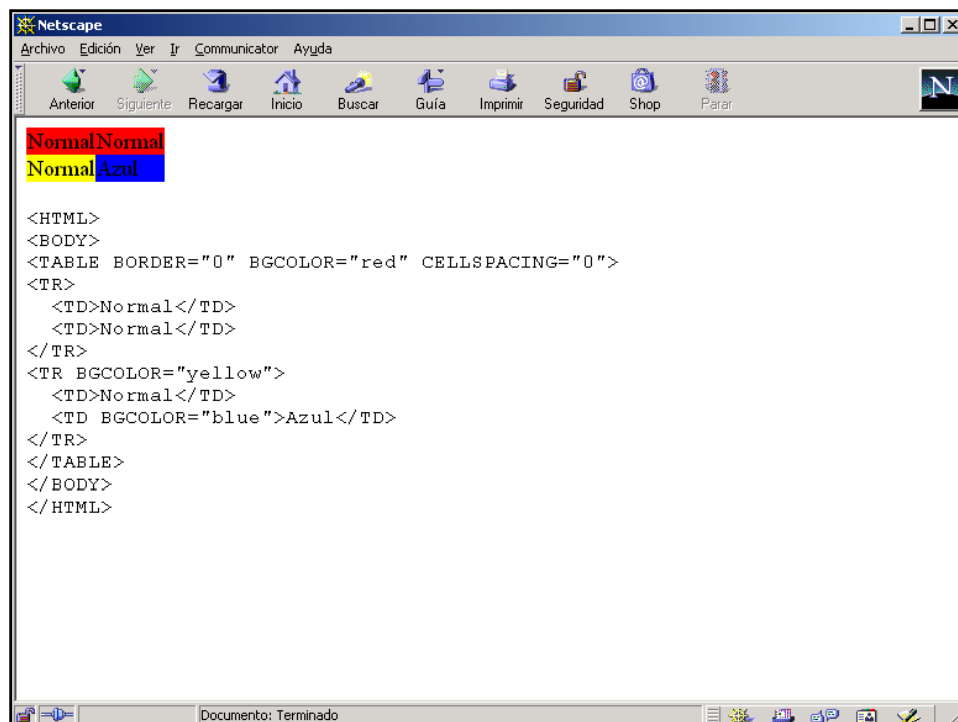 Netscape
Archivo Edición Ver Ir Communicator Ayuda
Anterior Siguiente Recargar Inicio Buscar Guía Imprimir Seguridad Shop Parar N
NormalNormal
NormalAzul
<HTML>
<BODY>
<TABLE BORDER="0" BGCOLOR="red" CELLSPACING="0">
<TR>
  <TD>Normal</TD>
  <TD>Normal</TD>
</TR>
<TR BGCOLOR="yellow">
  <TD>Normal</TD>
  <TD BGCOLOR="blue">Azul</TD>
</TR>
</TABLE>
</BODY>
</HTML>
Documento: Terminado